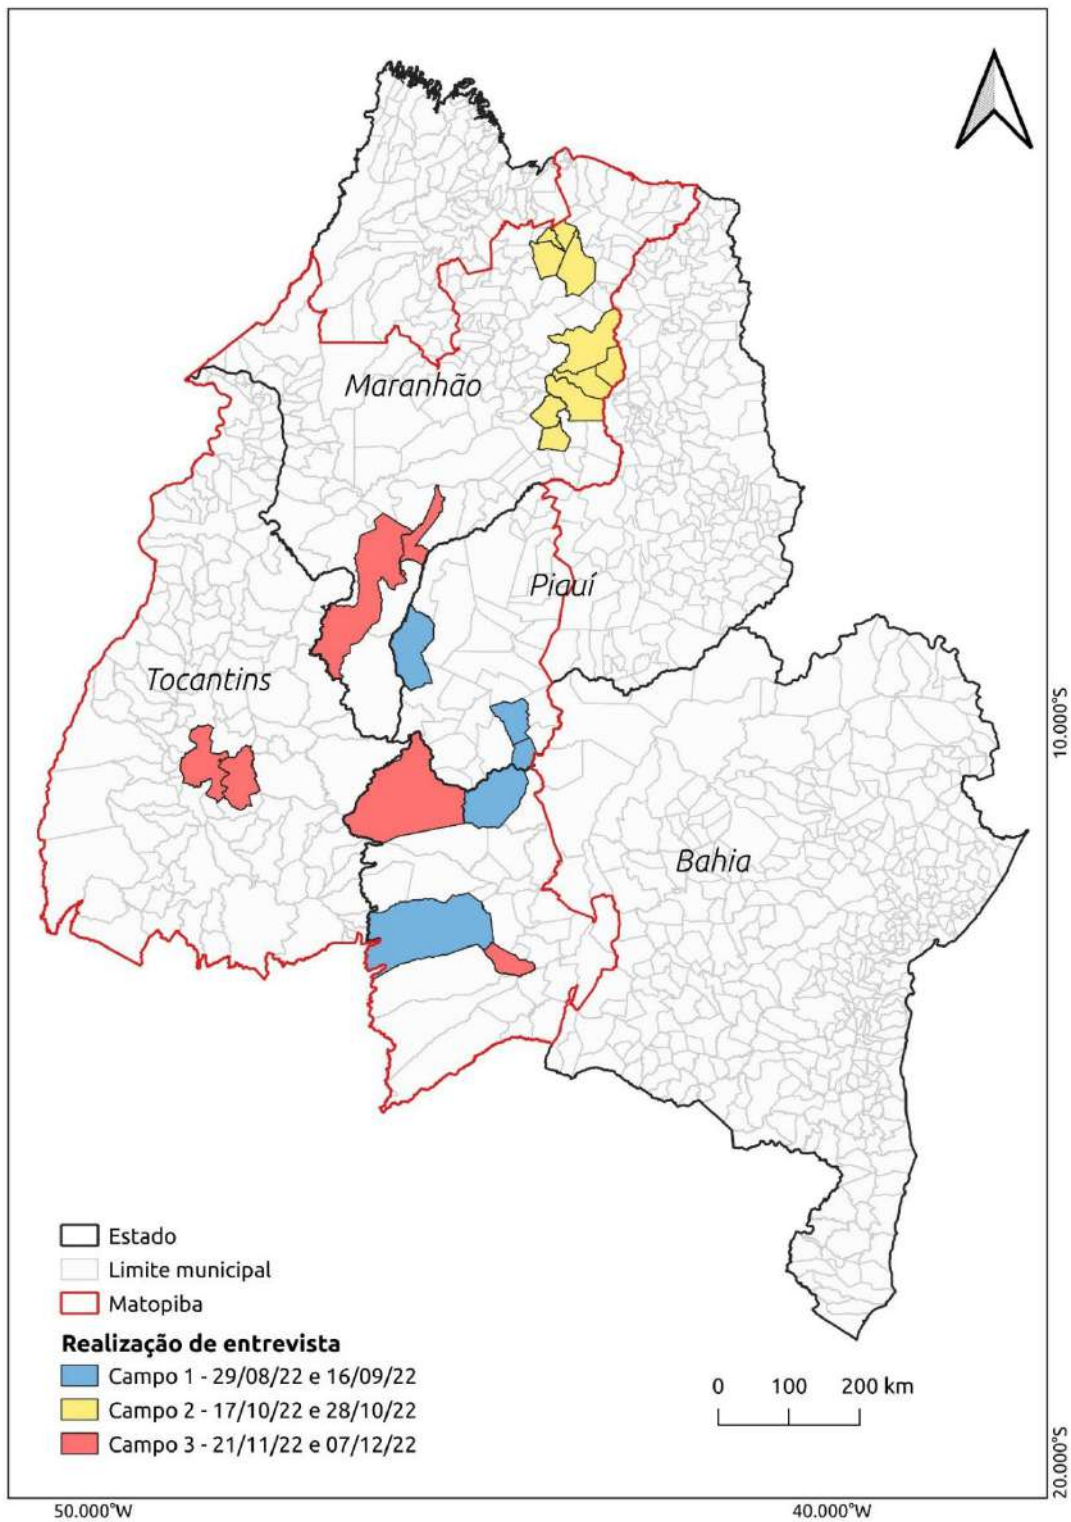 Maranhão
Piauí
Tocantins
Bahia
10.000°S
Estado
Limite municipal
Matopiba
Realização de entrevista
Campo 1 - 29/08/22 e 16/09/22
Campo 2 - 17/10/22 e 28/10/22
Campo 3 - 21/11/22 e 07/12/22
0 100 200 km
20.000°S
50.000°W 40.000°W